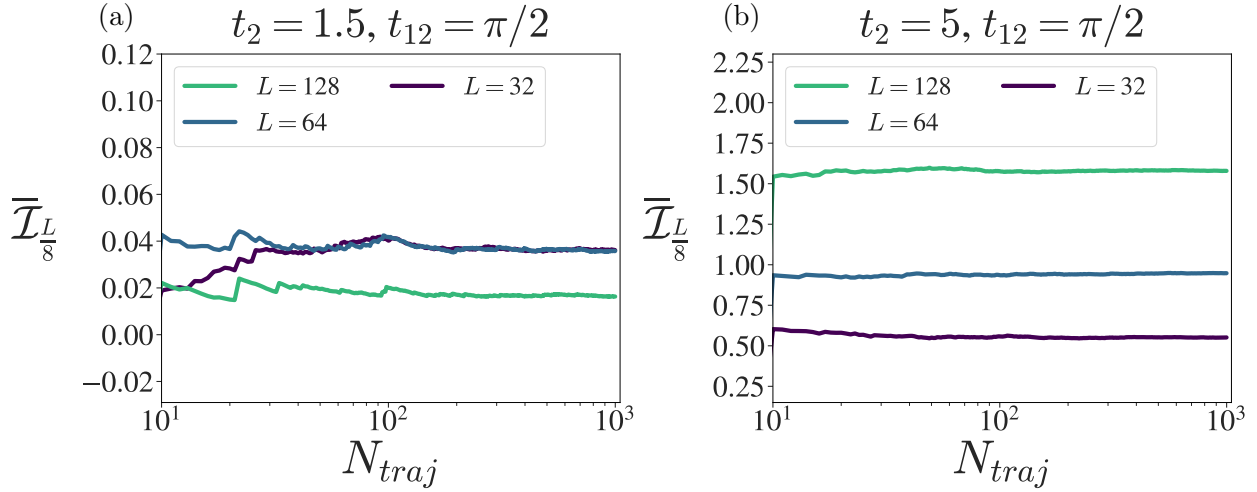 (a)
t_2 = 1.5, t_{12} = π/2
0.12
0.10
0.08
0.06
0.04
0.02
0.00
−0.02
L = 128
L = 32
L = 64
\overline{\mathcal{I}}_{\frac{L}{8}}
10^1
10^2
10^3
N_{traj}
(b)
t_2 = 5, t_{12} = π/2
2.25
2.00
1.75
1.50
1.25
1.00
0.75
0.50
0.25
L = 128
L = 32
L = 64
\overline{\mathcal{I}}_{\frac{L}{8}}
10^1
10^2
10^3
N_{traj}